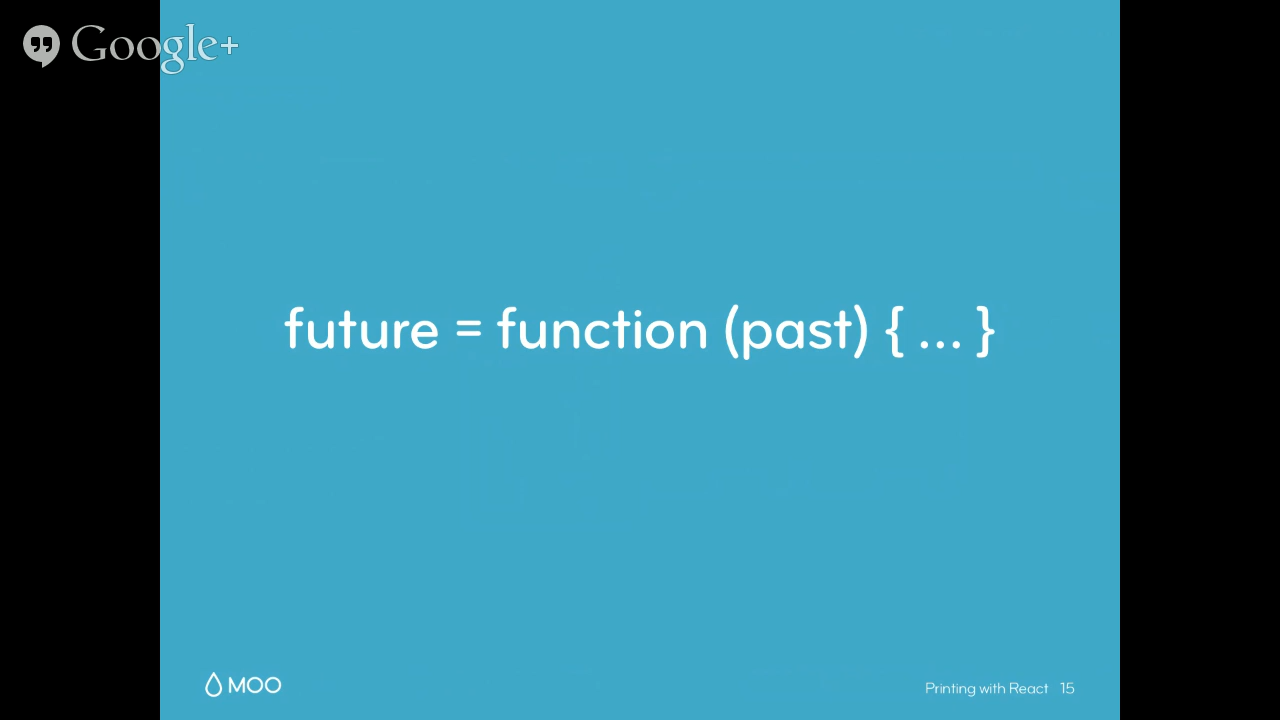 Google+
future = function (past) { ... }
MOO
Printing with React 15